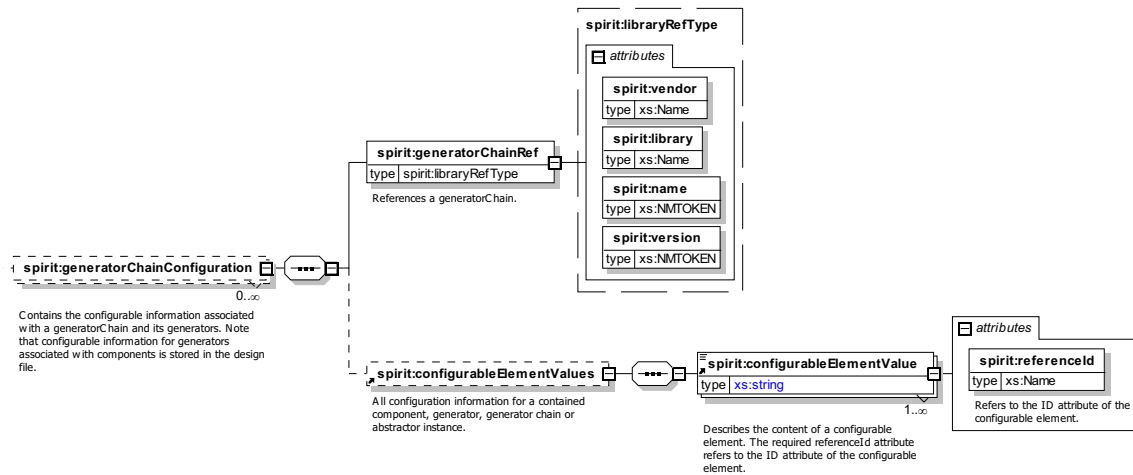 spirit:libraryRefType
attributes
spirit:vendor
type xs:Name
spirit:library
type xs:Name
spirit:generatorChainRef
type spirit:libraryRefType
References a generatorChain.
spirit:name
type xs:NMTOKEN
spirit:version
type xs:NMTOKEN
spirit:generatorChainConfiguration
0..∞
Contains the configurable information associated
with a generatorChain and its generators. Note
that configurable information for generators
associated with components is stored in the design
file.
spirit:configurableElementValues
All configuration information for a contained
component, generator, generator chain or
abstractor instance.
spirit:configurableElementValue
type xs:string
1..∞
Describes the content of a configurable
element. The required referenceId attribute
refers to the ID attribute of the configurable
element.
attributes
spirit:referenceId
type xs:Name
Refers to the ID attribute of the
configurable element.